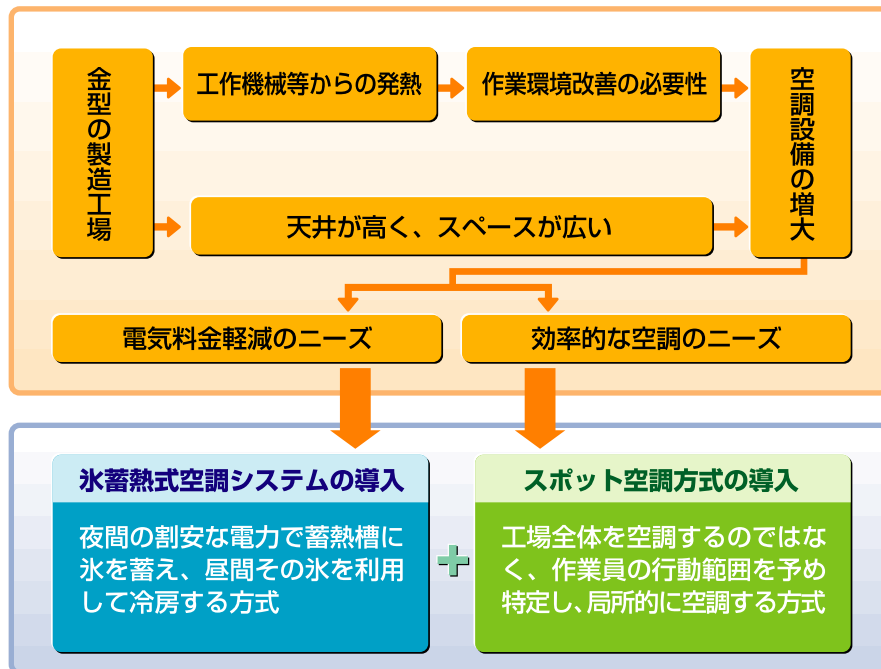 金型の製造工場
工作機械等からの発熱
作業環境改善の必要性
空調設備の増大
天井が高く、スペースが広い
電気料金軽減のニーズ
効率的な空調のニーズ
氷蓄熱式空調システムの導入
夜間の割安な電力で蓄熱槽に
氷を蓄え、昼間その氷を利用
して冷房する方式
+
スポット空調方式の導入
工場全体を空調するのではな
く、作業員の行動範囲を予め
特定し、局所的に空調する方式